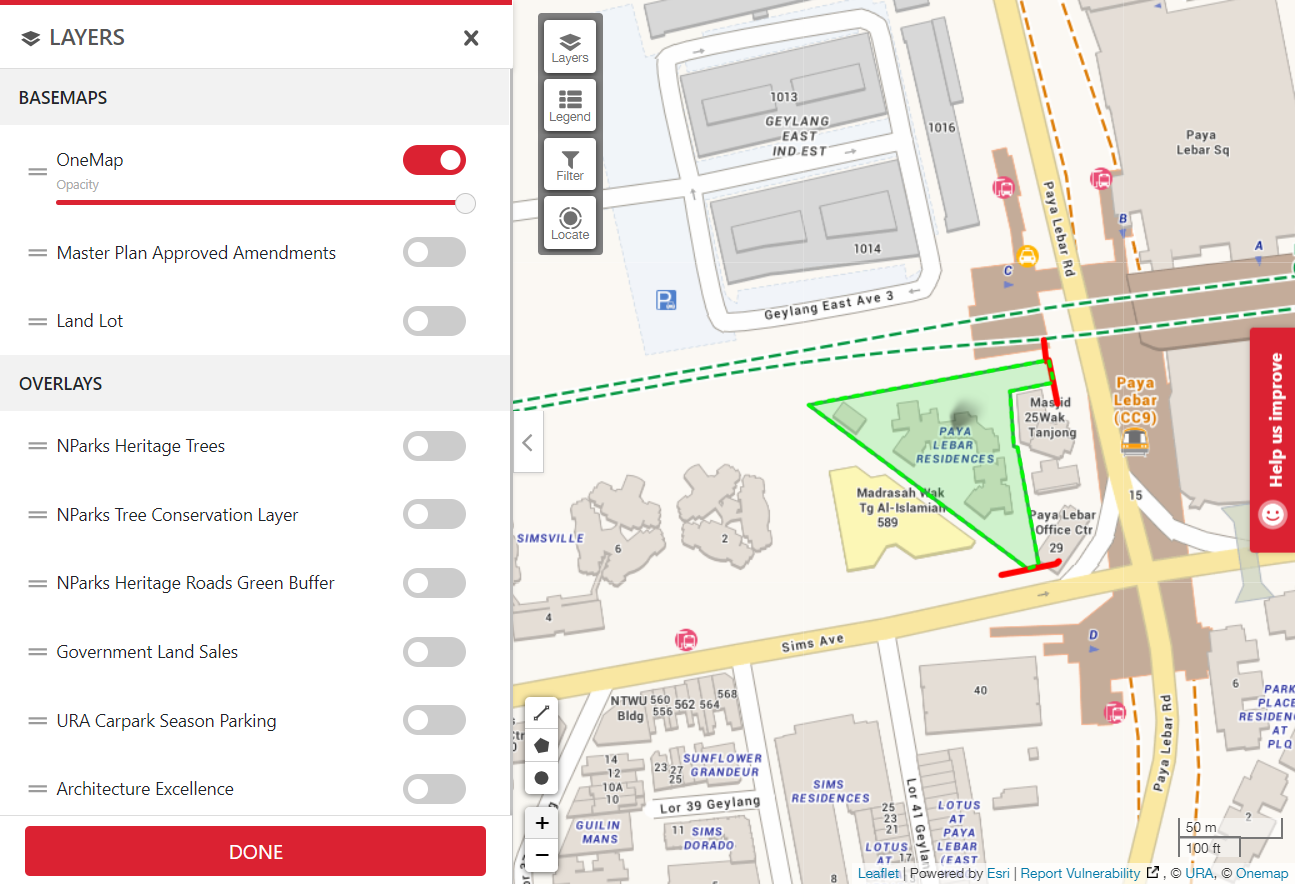 LAYERS
BASEMAPS
OneMap
Opacity
Master Plan Approved Amendments
Land Lot
OVERLAYS
NParks Heritage Trees
NParks Tree Conservation Layer
NParks Heritage Roads Green Buffer
Government Land Sales
URA Carpark Season Parking
Architecture Excellence
DONE
Layers
Legend
Filter
Locate
1013
GEYLANG
EAST
IND EST
1016
1014
Geylang East Ave 3
Paya
Lebar Sq
Paya Lebar Rd
B
A
C
Paya
Lebar
(CC9)
Help us improve
Masjid
25Wak
Tanjong
PAYA
LEBAR
RESIDENCES
Madrasah Wak
Tg Al-Islamiah
589
Paya Lebar
Office Ctr
29
15
SIMSVILLE
6
2
4
Sims Ave
D
40
6
PARK
PLACE
RESIDENC
AT
PLQ
NTWU
Bldg
560
556
562
564
568
14
12
10A
10
23
27
25
SUNFLOWER
GRANDEUR
SIMS
RESIDENCES
Lor 39 Geylang
GUILIN
MANS
11
SIMS
DORADO
25
23
21
17
8
Lor 41 Geylang
LOTUS
AT
PAYA
LEBAR
(EAST
LOTUS
AT
Paya Lebar Rd
2
+
−
50 m
100 ft
Leaflet | Powered by Esri | Report Vulnerability , © URA, © Onemap